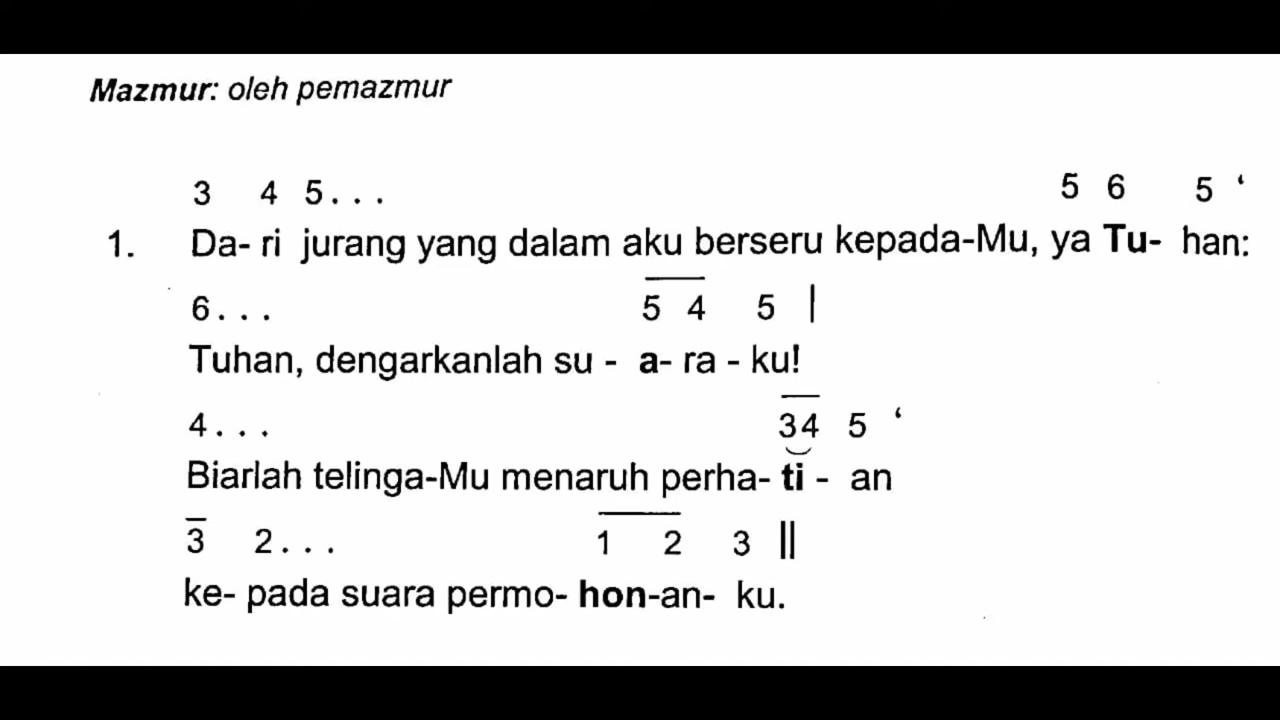 Mazmur: oleh pemazmur
3 4 5... 5 6 5 ‘
1. Da- ri jurang yang dalam aku berseru kepada-Mu, ya Tu- han:
6... 5 4 5 |
Tuhan, dengarkanlah su - a- ra - ku!
4... 34 5 ‘
Biarlah telinga-Mu menaruh perha- ti - an
3 2... 1 2 3 ||
ke- pada suara permo- hon-an- ku.